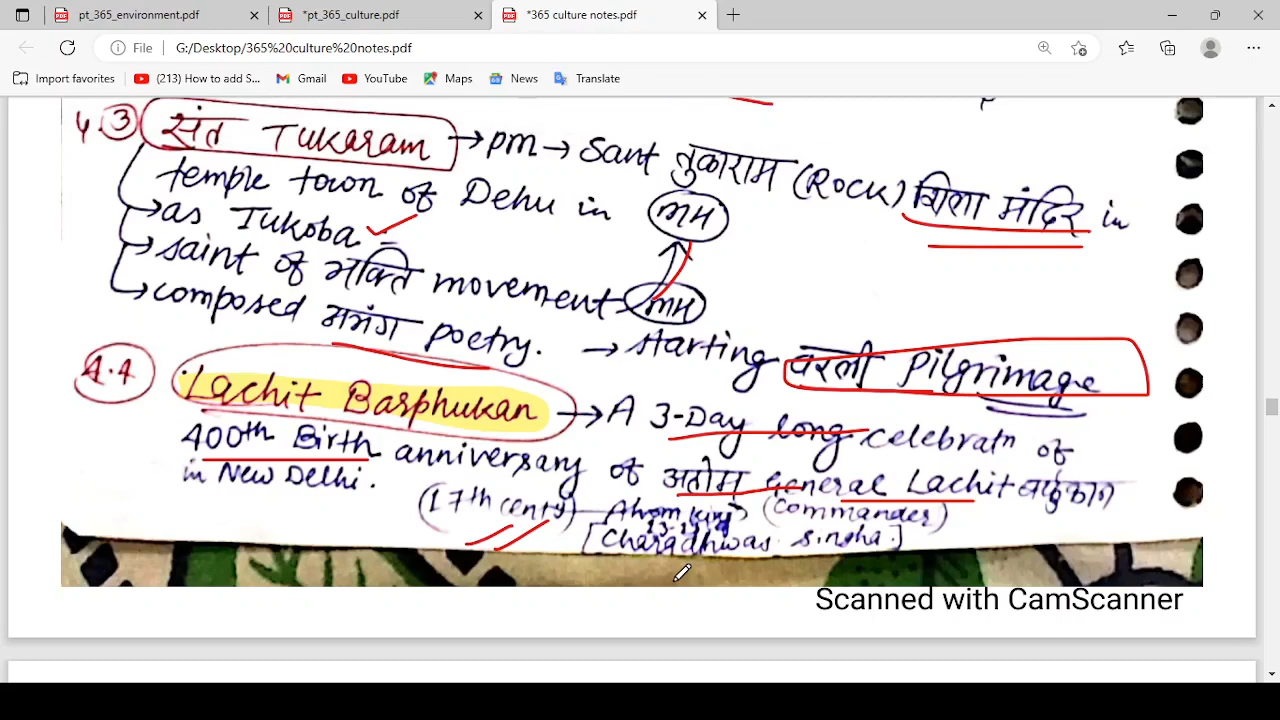 pt_365_environment.pdf
*pt_365_culture.pdf
*365 culture notes.pdf
File G:/Desktop/365%20culture%20notes.pdf
Import favorites (213) How to add S... Gmail YouTube Maps News Translate
4.3 संत Tukaram → pm → Sant तुकाराम (Rock) शिला मंदिर in
temple town of Dehu in MH
→ as Tukoba
→ saint of भक्ति movement → MH
→ composed poetry. → starting वरली Pilgrimage
4.4 Lachit Barphukan → A 3-Day long celebratn of
400th Birth anniversary of अहोम General Lachit बर्फुकान
in New Delhi.
(17th centy) Ahom King (Commander)
[Charadhwas Singha.]
Scanned with CamScanner